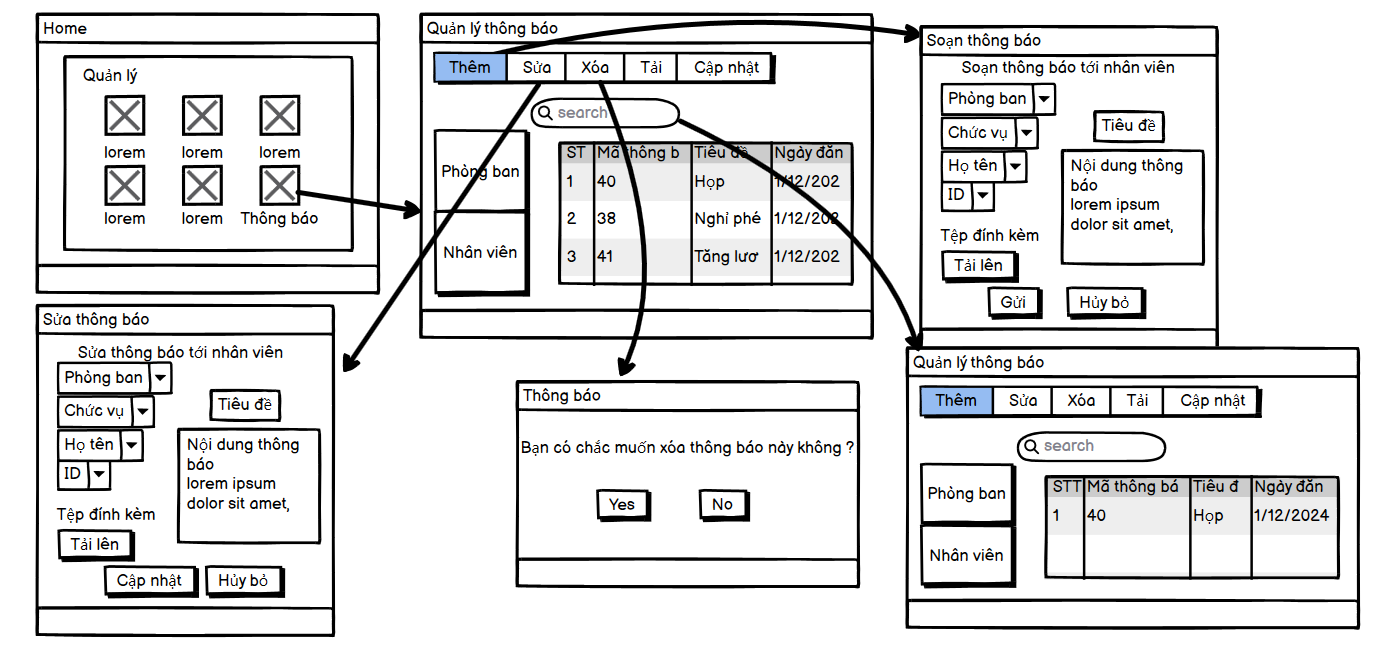 Home
Quản lý
lorem lorem lorem
lorem lorem Thông báo
Quản lý thông báo
Thêm Sửa Xóa Tải Cập nhật
search
Phòng ban
Nhân viên
ST Mã thông b Tiêu đề Ngày đăn
1 40 Họp 1/12/202
2 38 Nghỉ phé 1/12/202
3 41 Tăng lươ 1/12/202
Soạn thông báo
Soạn thông báo tới nhân viên
Phòng ban
Chức vụ
Họ tên
ID
Tiêu đề
Nội dung thông
báo
lorem ipsum
dolor sit amet,
Tệp đính kèm
Tải lên
Gửi Hủy bỏ
Sửa thông báo
Sửa thông báo tới nhân viên
Phòng ban
Chức vụ
Họ tên
ID
Tiêu đề
Nội dung thông
báo
lorem ipsum
dolor sit amet,
Tệp đính kèm
Tải lên
Cập nhật Hủy bỏ
Thông báo
Bạn có chắc muốn xóa thông báo này không ?
Yes No
Quản lý thông báo
Thêm Sửa Xóa Tải Cập nhật
search
Phòng ban
Nhân viên
STT Mã thông bá Tiêu đ Ngày đăn
1 40 Họp 1/12/2024